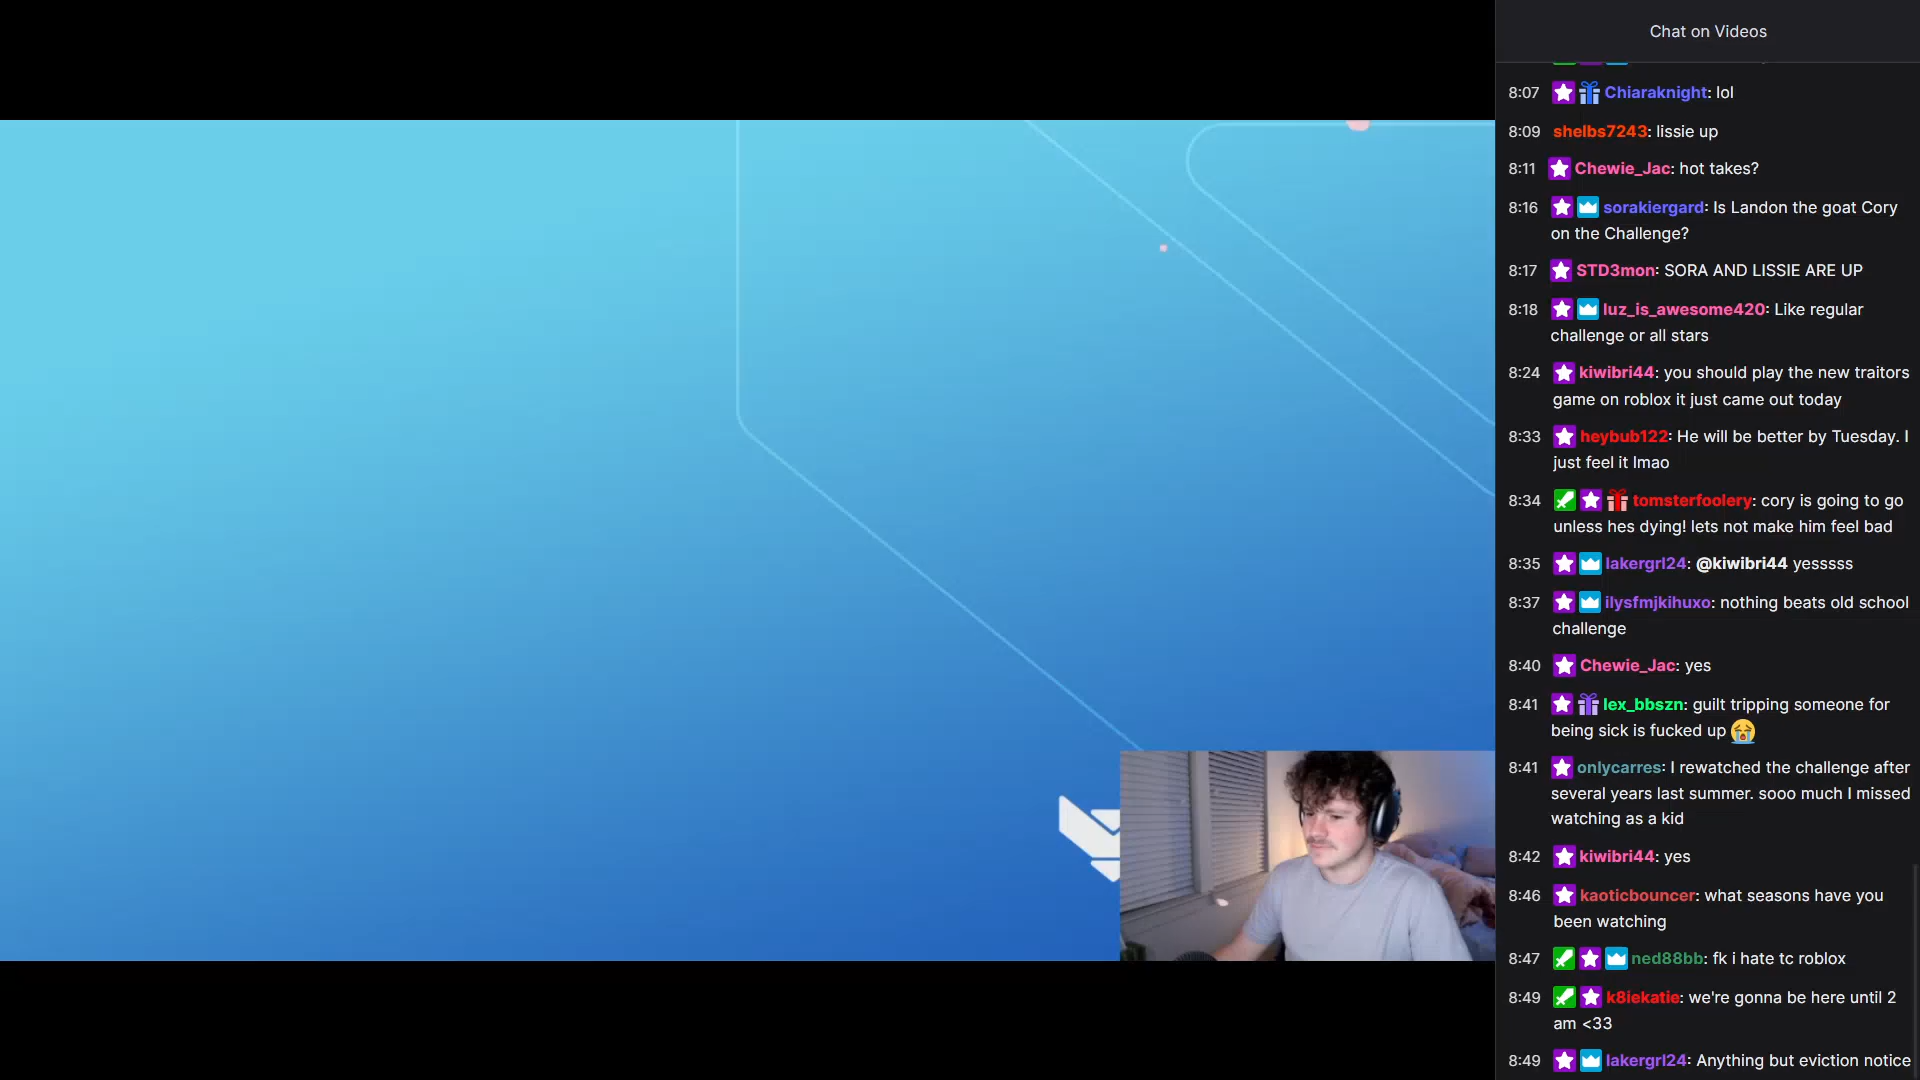 Chat on Videos
8:07 Chiaraknight: lol
8:09 shelbs7243: lissie up
8:11 Chewie_Jac: hot takes?
8:16 sorakiergard: Is Landon the goat Cory
on the Challenge?
8:17 STD3mon: SORA AND LISSIE ARE UP
8:18 luz_is_awesome420: Like regular
challenge or all stars
8:24 kiwibri44: you should play the new traitors
game on roblox it just came out today
8:33 heybub122: He will be better by Tuesday. I
just feel it lmao
8:34 tomsterfoolery: cory is going to go
unless hes dying! lets not make him feel bad
8:35 lakergrl24: @kiwibri44 yesssss
8:37 ilysfmjkihuxo: nothing beats old school
challenge
8:40 Chewie_Jac: yes
8:41 lex_bbszn: guilt tripping someone for
being sick is fucked up
8:41 onlycarres: I rewatched the challenge after
several years last summer. sooo much I missed
watching as a kid
8:42 kiwibri44: yes
8:46 kaoticbouncer: what seasons have you
been watching
8:47 ned88bb: fk i hate tc roblox
8:49 k8iekatie: we're gonna be here until 2
am <33
8:49 lakergrl24: Anything but eviction notice